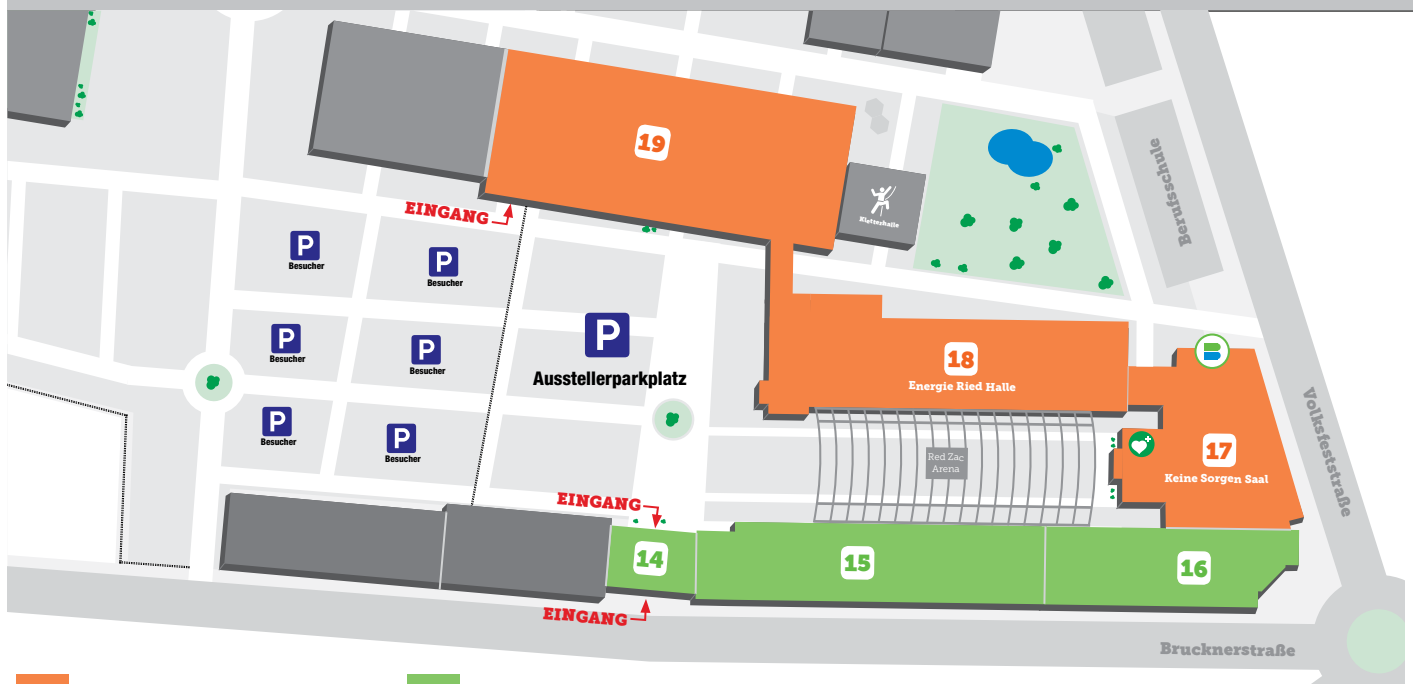 19
Kletterhalle
Berufsschule
EINGANG
P
Besucher
P
Besucher
P
Besucher
P
Besucher
P
Besucher
P
Besucher
P
Ausstellerparkplatz
18
Energie Ried Halle
B
17
Keine Sorgen Saal
Volksfeststraße
Red Zac
Arena
EINGANG
14
15
16
EINGANG
Brucknerstraße